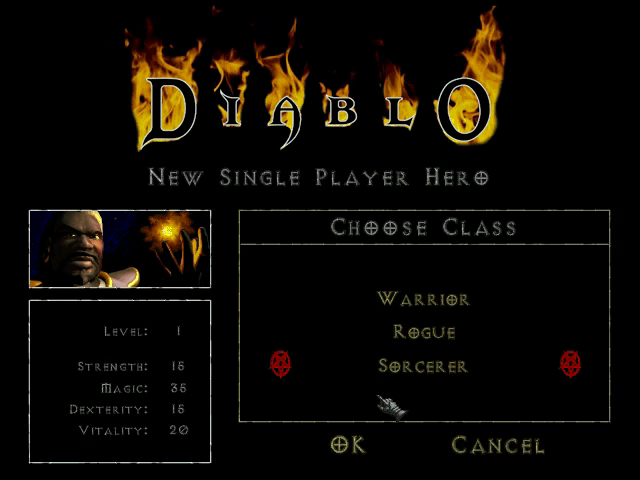 Diablo
New Single Player Hero
Choose Class
Warrior
Rogue
Sorcerer
Level: 1
Strength: 15
Magic: 35
Dexterity: 15
Vitality: 20
OK
Cancel